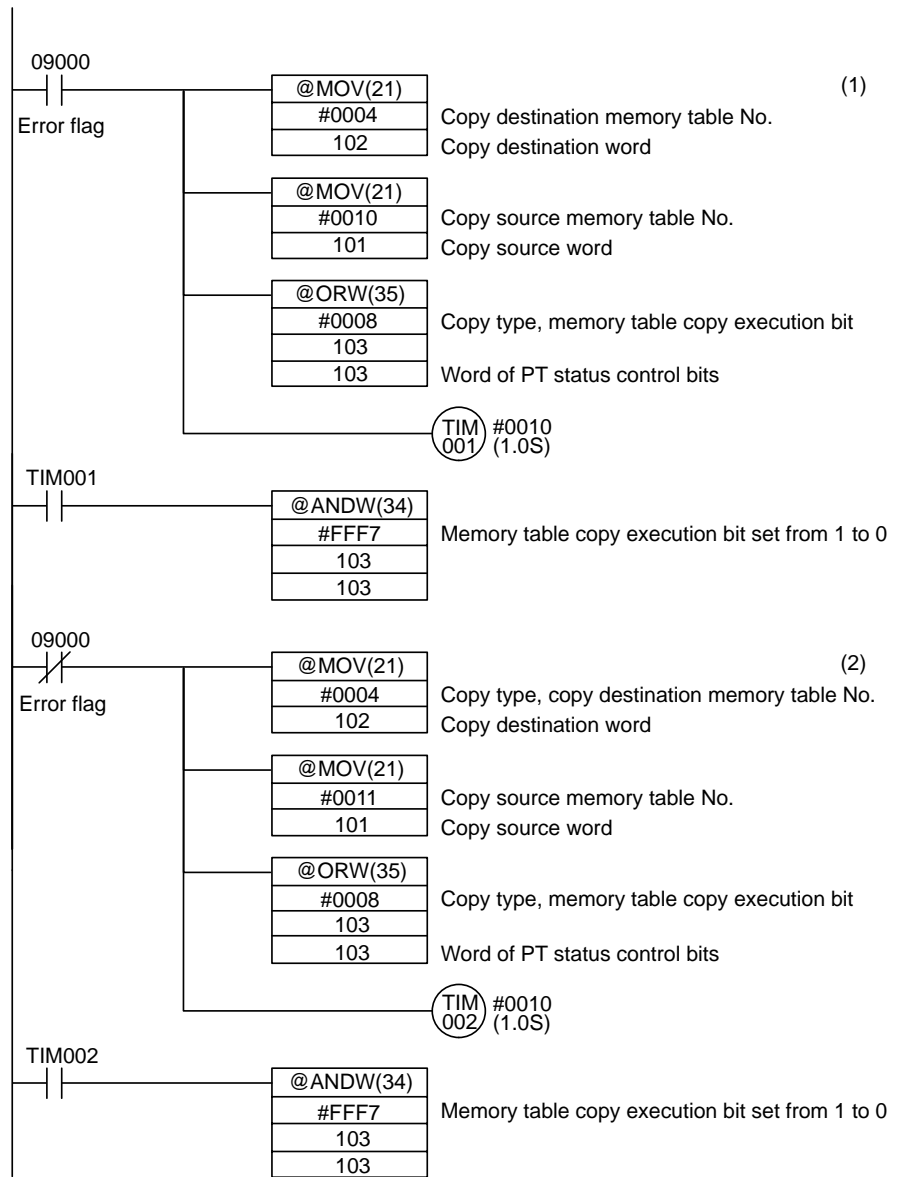 09000
@MOV(21) (1)
Error flag
#0004 Copy destination memory table No.
102 Copy destination word
@MOV(21)
#0010 Copy source memory table No.
101 Copy source word
@ORW(35)
#0008 Copy type, memory table copy execution bit
103
103 Word of PT status control bits
TIM #0010
001 (1.0S)
TIM001
@ANDW(34)
#FFF7 Memory table copy execution bit set from 1 to 0
103
103
09000
@MOV(21) (2)
Error flag
#0004 Copy type, copy destination memory table No.
102 Copy destination word
@MOV(21)
#0011 Copy source memory table No.
101 Copy source word
@ORW(35)
#0008 Copy type, memory table copy execution bit
103
103 Word of PT status control bits
TIM #0010
002 (1.0S)
TIM002
@ANDW(34)
#FFF7 Memory table copy execution bit set from 1 to 0
103
103